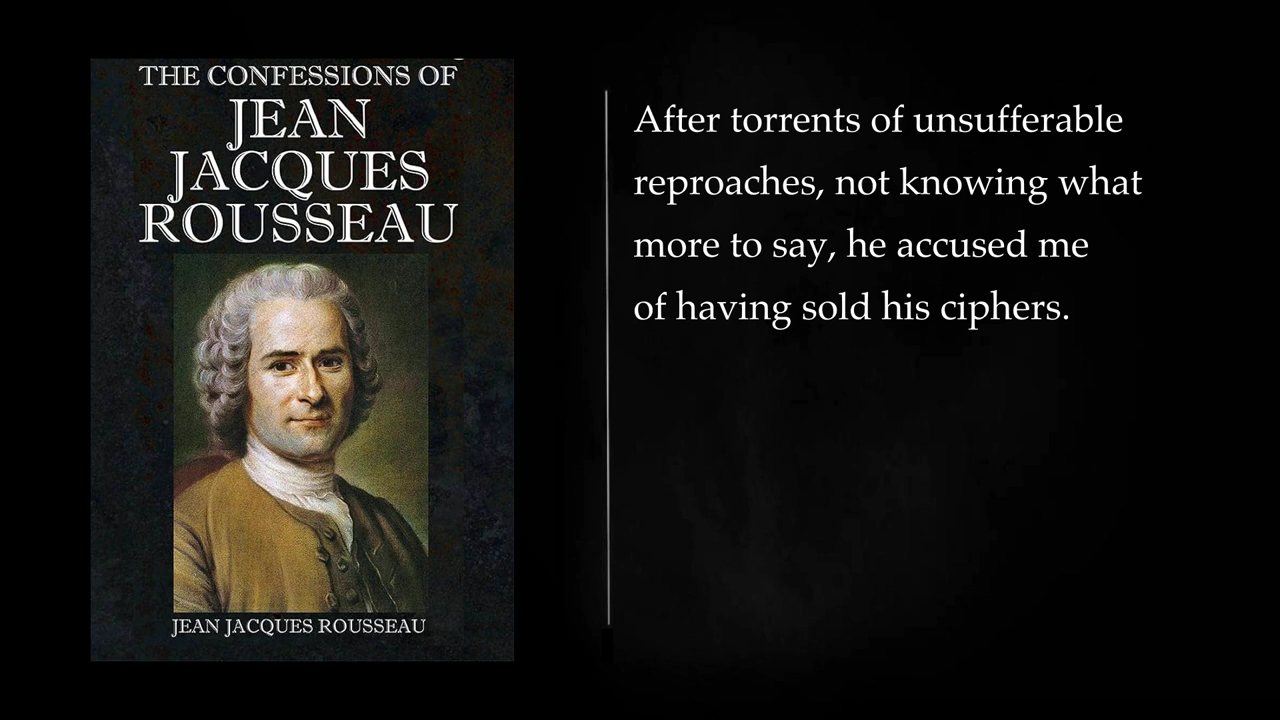 THE CONFESSIONS OF
JEAN
JACQUES
ROUSSEAU
JEAN JACQUES ROUSSEAU
After torrents of unsufferable
reproaches, not knowing what
more to say, he accused me
of having sold his ciphers.